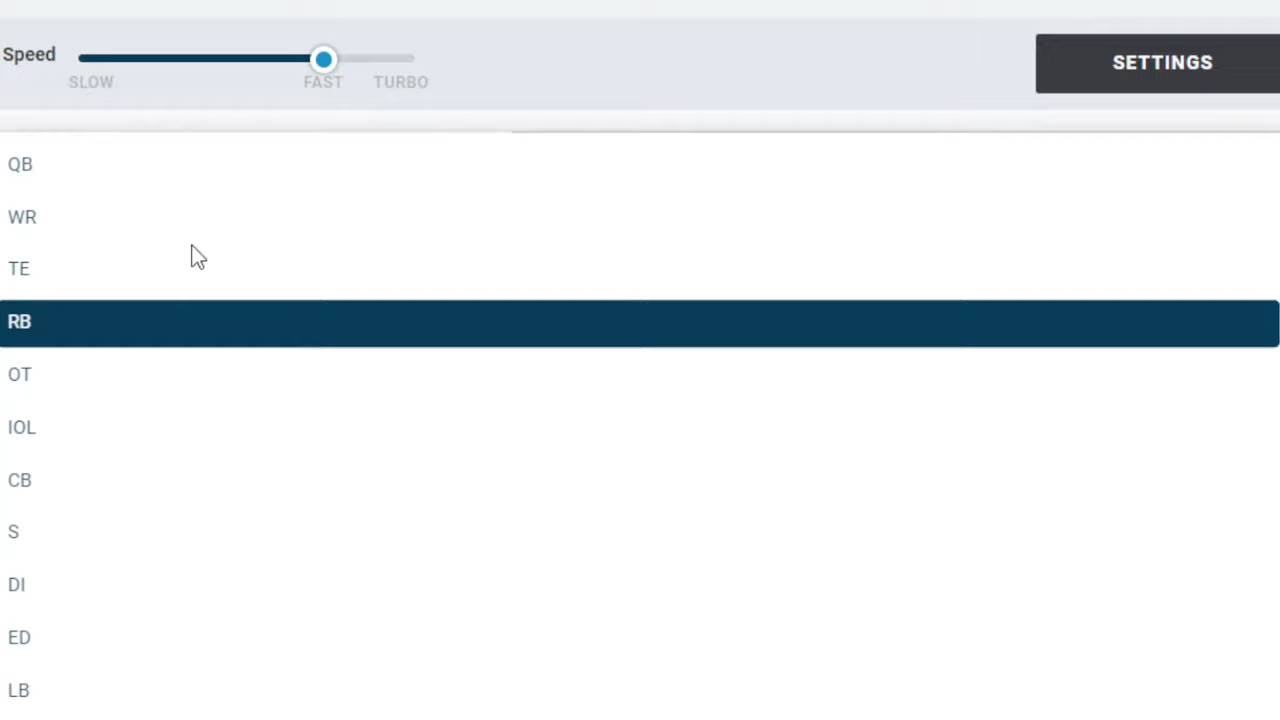 Speed
SLOW FAST TURBO
SETTINGS
QB
WR
TE
RB
OT
IOL
CB
S
DI
ED
LB